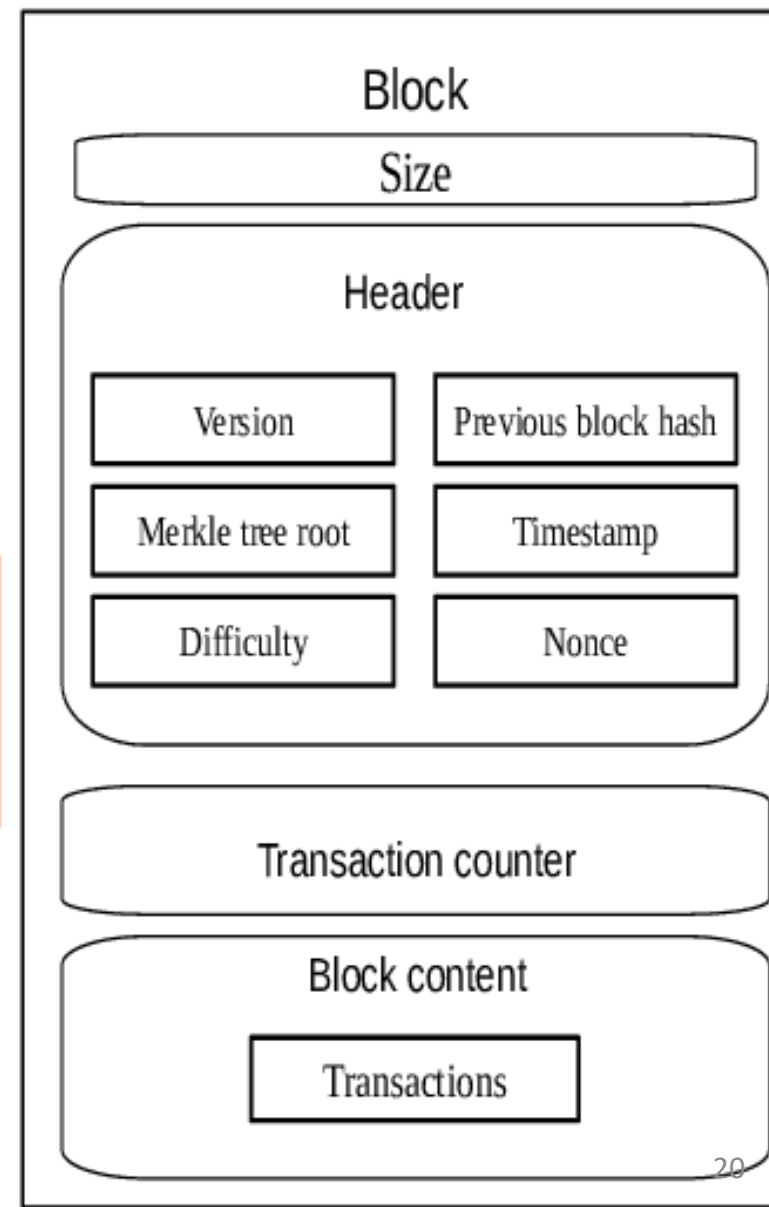 Block
Size
Header
Version
Previous block hash
Merkle tree root
Timestamp
Difficulty
Nonce
Transaction counter
Block content
Transactions
20